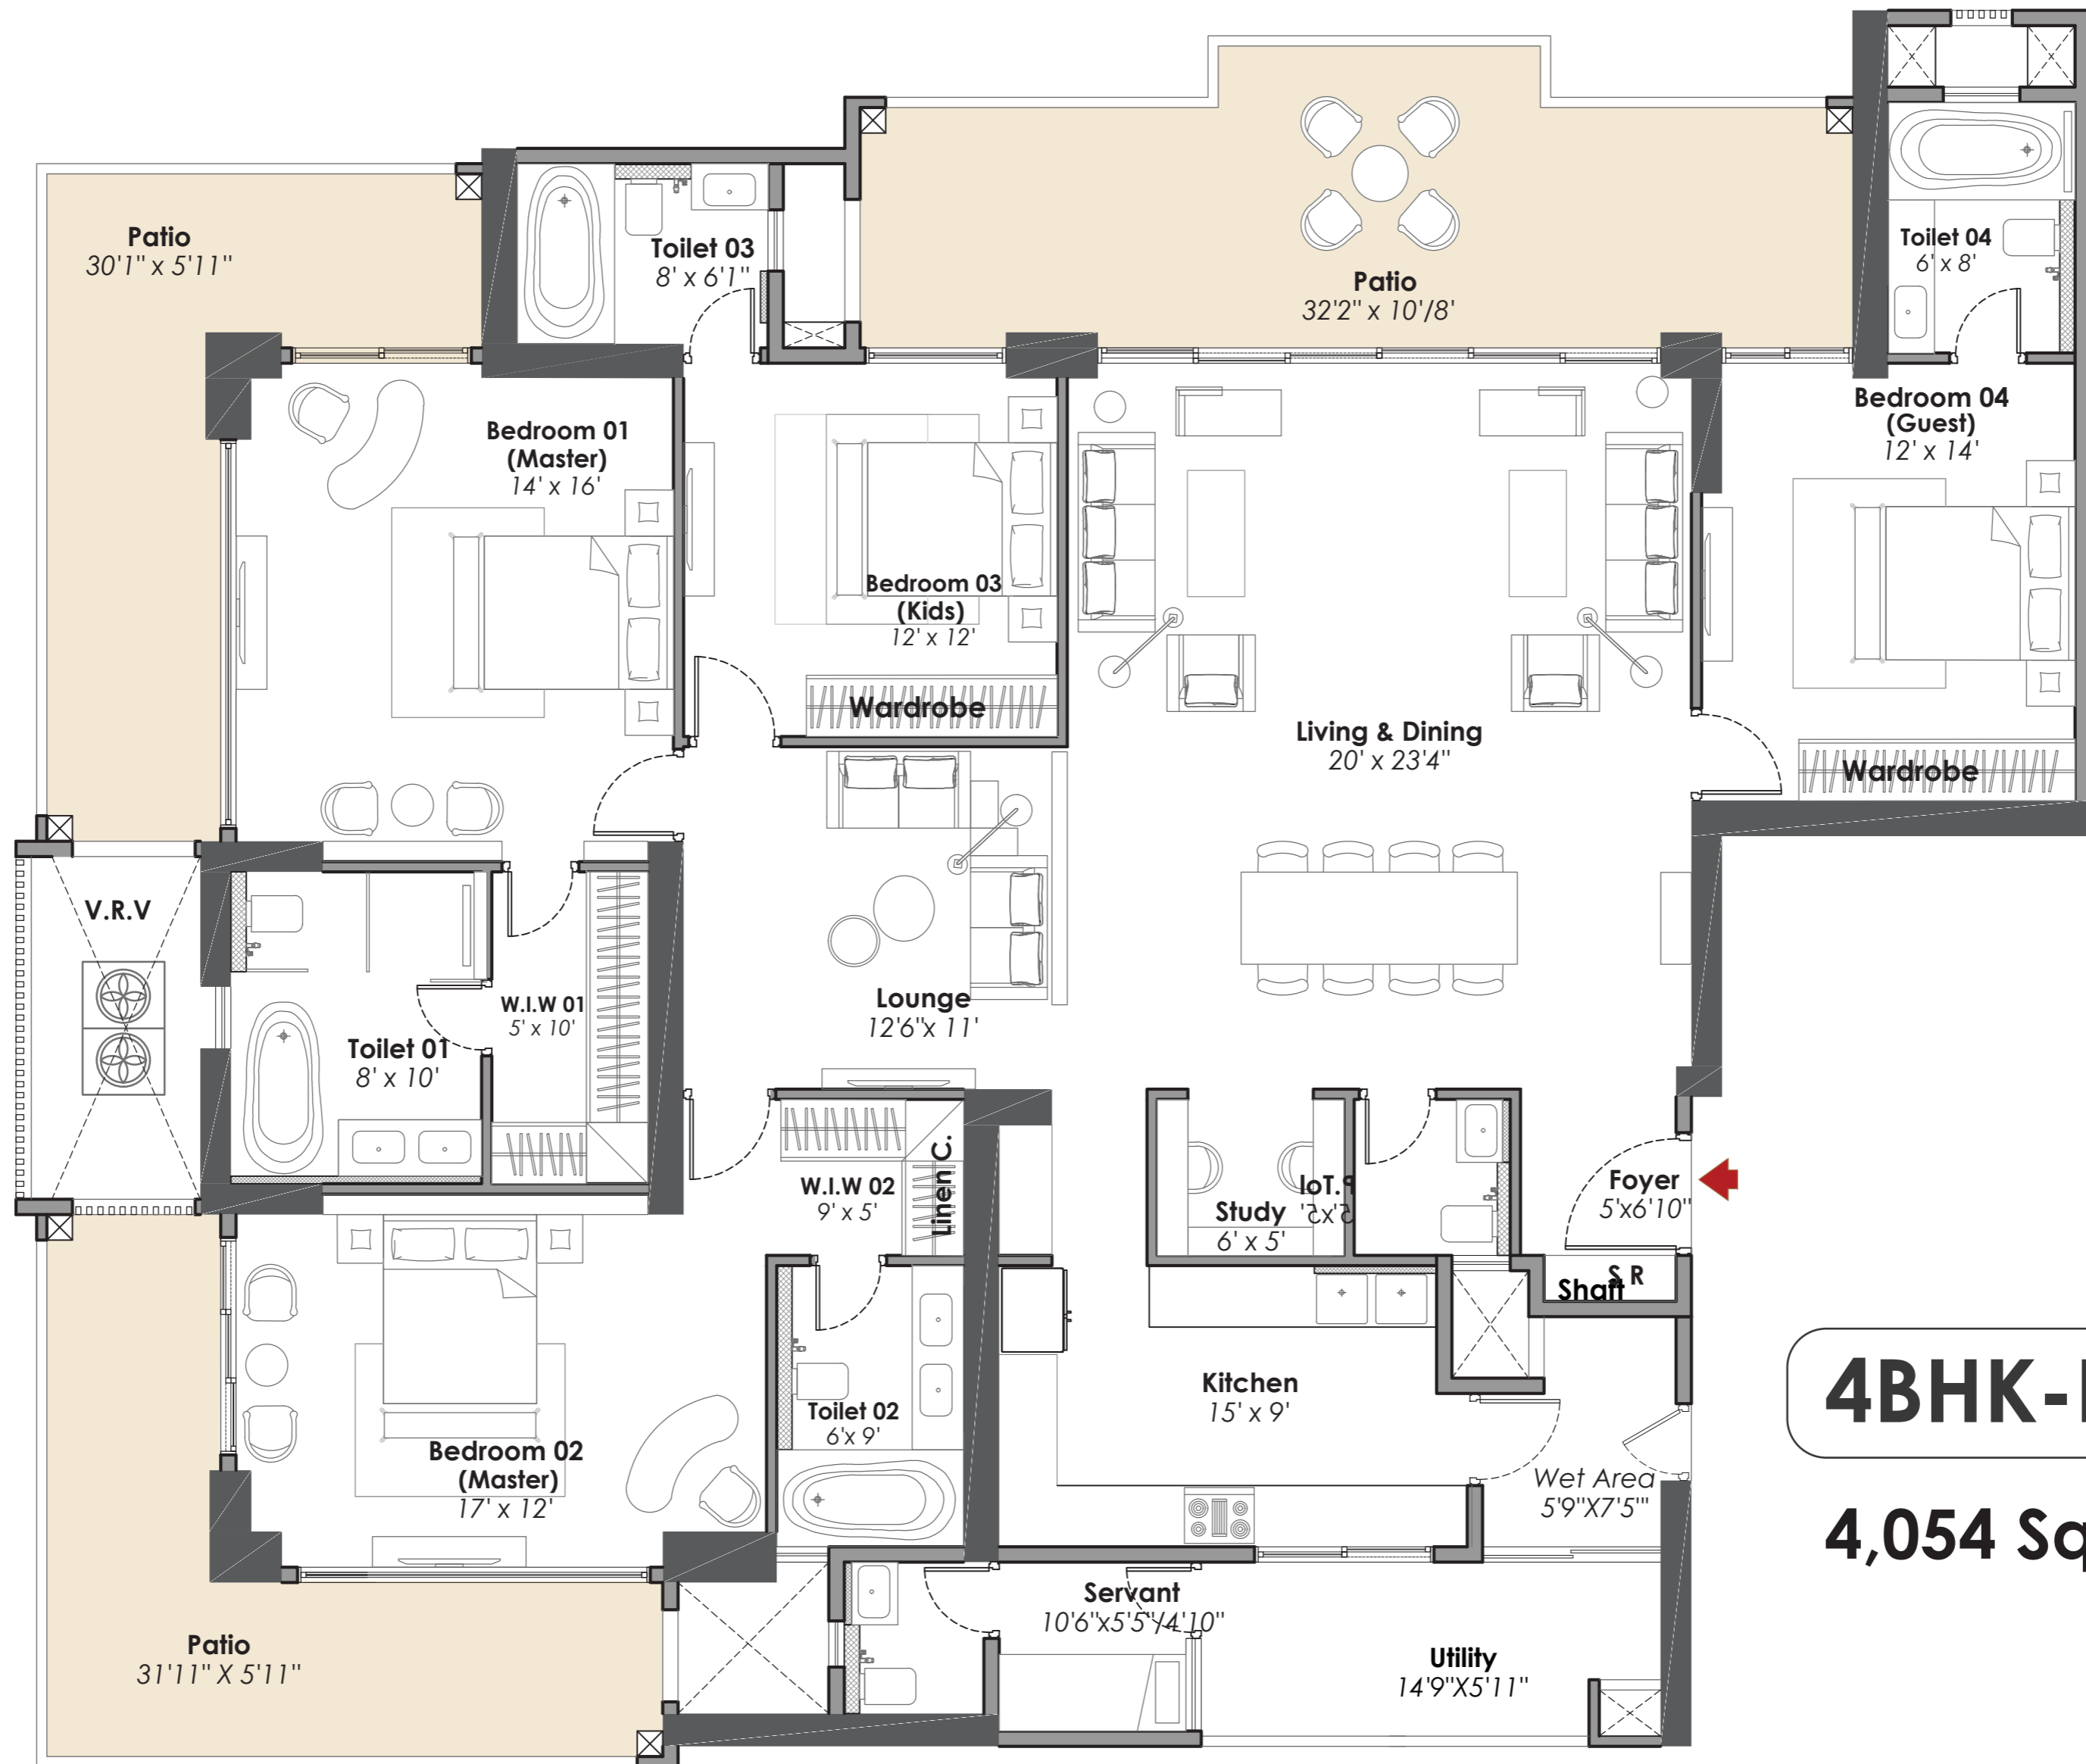 Patio
30'1" x 5'11"
Toilet 03
8' x 6'1"
Patio
32'2" x 10'/8'
Toilet 04
6' x 8'
Bedroom 01
(Master)
14' x 16'
Bedroom 03
(Kids)
12' x 12'
Wardrobe
Bedroom 04
(Guest)
12' x 14'
Wardrobe
Living & Dining
20' x 23'4"
V.R.V
W.I.W 01
5' x 10'
Toilet 01
8' x 10'
Lounge
12'6"x 11'
W.I.W 02
9' x 5'
Linen C.
Study
6' x 5'
P.ToI
5'x5'
Foyer
5'x6'10"
S R
Shaft
Kitchen
15' x 9'
Toilet 02
6'x 9'
Bedroom 02
(Master)
17' x 12'
Wet Area
5'9"X7'5'"
4BHK-
4,054 Sq
Servant
10'6"x5'5"/4'10"
Utility
14'9"X5'11"
Patio
31'11" X 5'11"